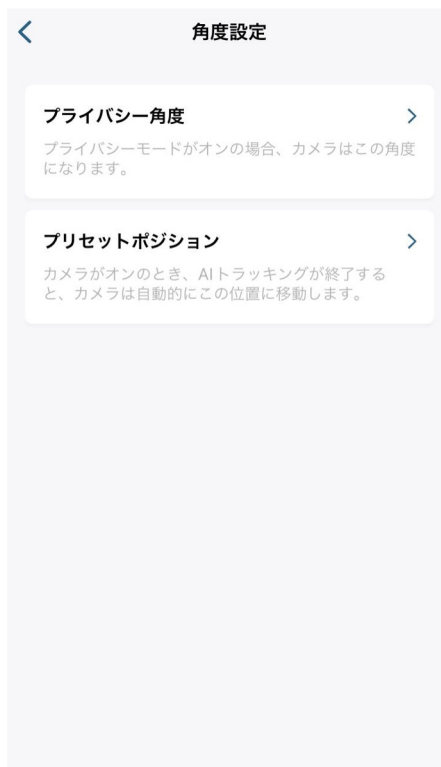 角度設定
プライバシー角度
プライバシーモードがオンの場合、カメラはこの角度
になります。
プリセットポジション
カメラがオンのとき、AIトラッキングが終了する
と、カメラは自動的にこの位置に移動します。